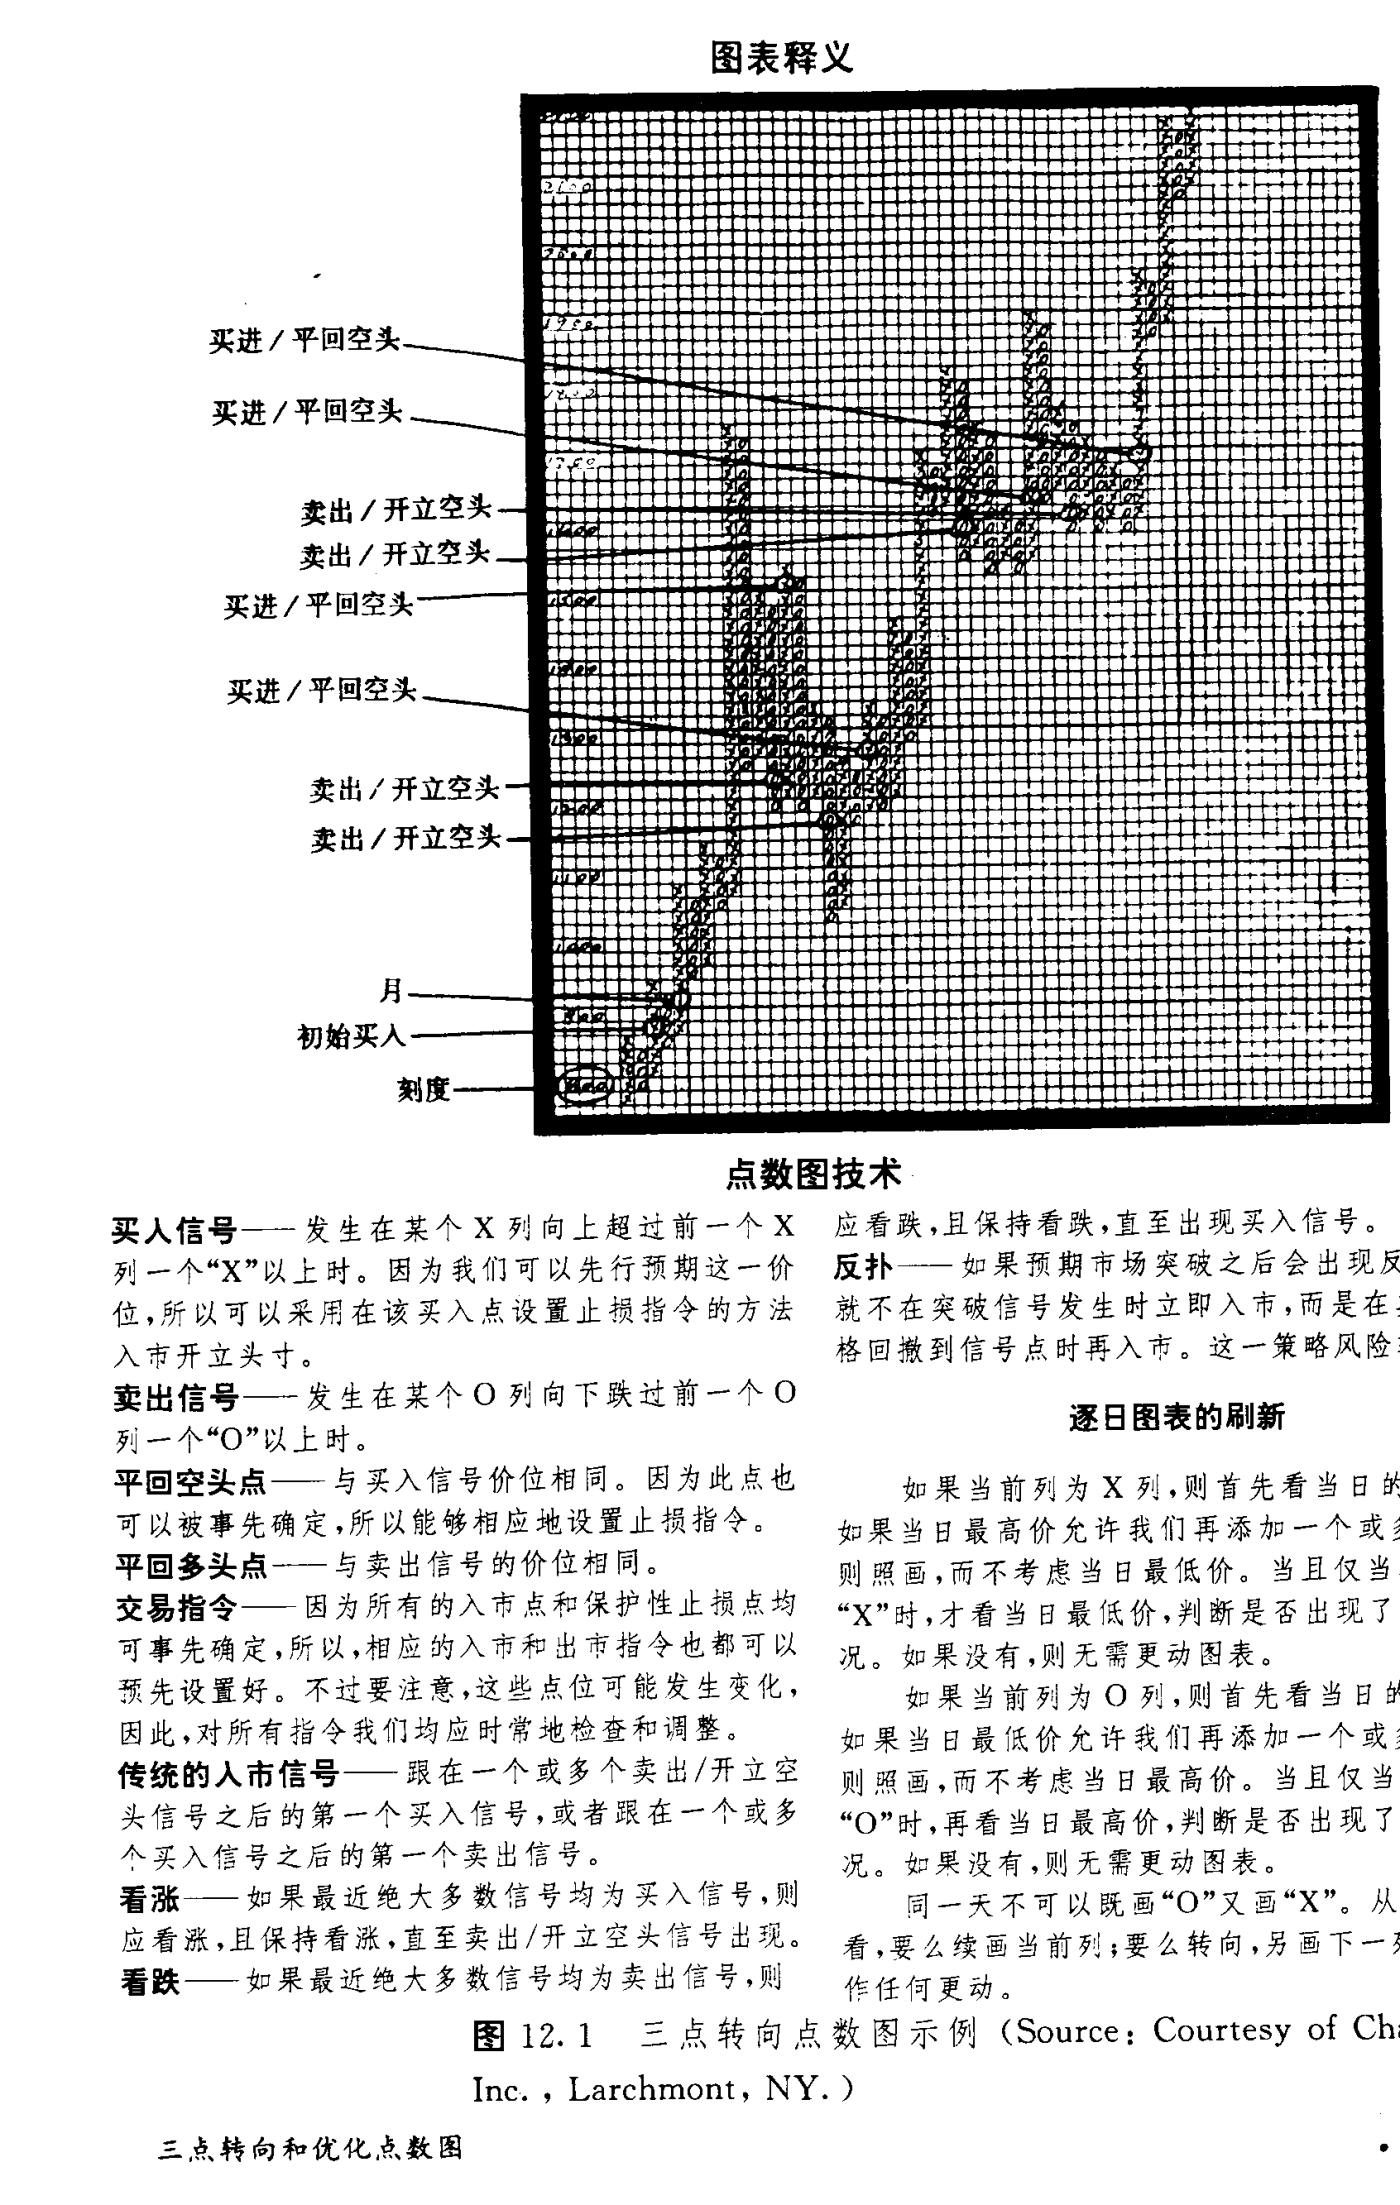 图表释义
2100
1900
买进/平回空头
买进/平回空头
卖出/开立空头
卖出/开立空头
买进/平回空头
买进/平回空头
卖出/开立空头
卖出/开立空头
月
初始买入
刻度
点数图技术
买入信号——发生在某个 X 列向上超过前一个 X
列一个“X”以上时。因为我们可以先行预期这一价
位,所以可以采用在该买入点设置止损指令的方法
入市开立头寸。
卖出信号——发生在某个 O 列向下跌过前一个 O
列一个“O”以上时。
平回空头点——与买入信号价位相同。因为此点也
可以被事先确定,所以能够相应地设置止损指令。
平回多头点——与卖出信号的价位相同。
交易指令——因为所有的入市点和保护性止损点均
可事先确定,所以,相应的入市和出市指令也都可以
预先设置好。不过要注意,这些点位可能发生变化,
因此,对所有指令我们均应时常地检查和调整。
传统的入市信号——跟在一个或多个卖出/开立空
头信号之后的第一个买入信号,或者跟在一个或多
个买入信号之后的第一个卖出信号。
看涨——如果最近绝大多数信号均为买入信号,则
应看涨,且保持看涨,直至卖出/开立空头信号出现。
看跌——如果最近绝大多数信号均为卖出信号,则
应看跌,且保持看跌,直至出现买入信号。
反扑——如果预期市场突破之后会出现反
就不在突破信号发生时立即入市,而是在
格回撤到信号点时再入市。这一策略风险
逐日图表的刷新
如果当前列为 X 列,则首先看当日的
如果当日最高价允许我们再添加一个或
则照画,而不考虑当日最低价。当且仅当
“X”时,才看当日最低价,判断是否出现了
况。如果没有,则无需更动图表。
如果当前列为 O 列,则首先看当日的
如果当日最低价允许我们再添加一个或
则照画,而不考虑当日最高价。当且仅当
“O”时,再看当日最高价,判断是否出现了
况。如果没有,则无需更动图表。
同一天不可以既画“O”又画“X”。从
看,要么续画当前列;要么转向,另画下一
作任何更动。
图 12.1 三点转向点数图示例 (Source: Courtesy of Cha
Inc. , Larchmont, NY.)
三点转向和优化点数图